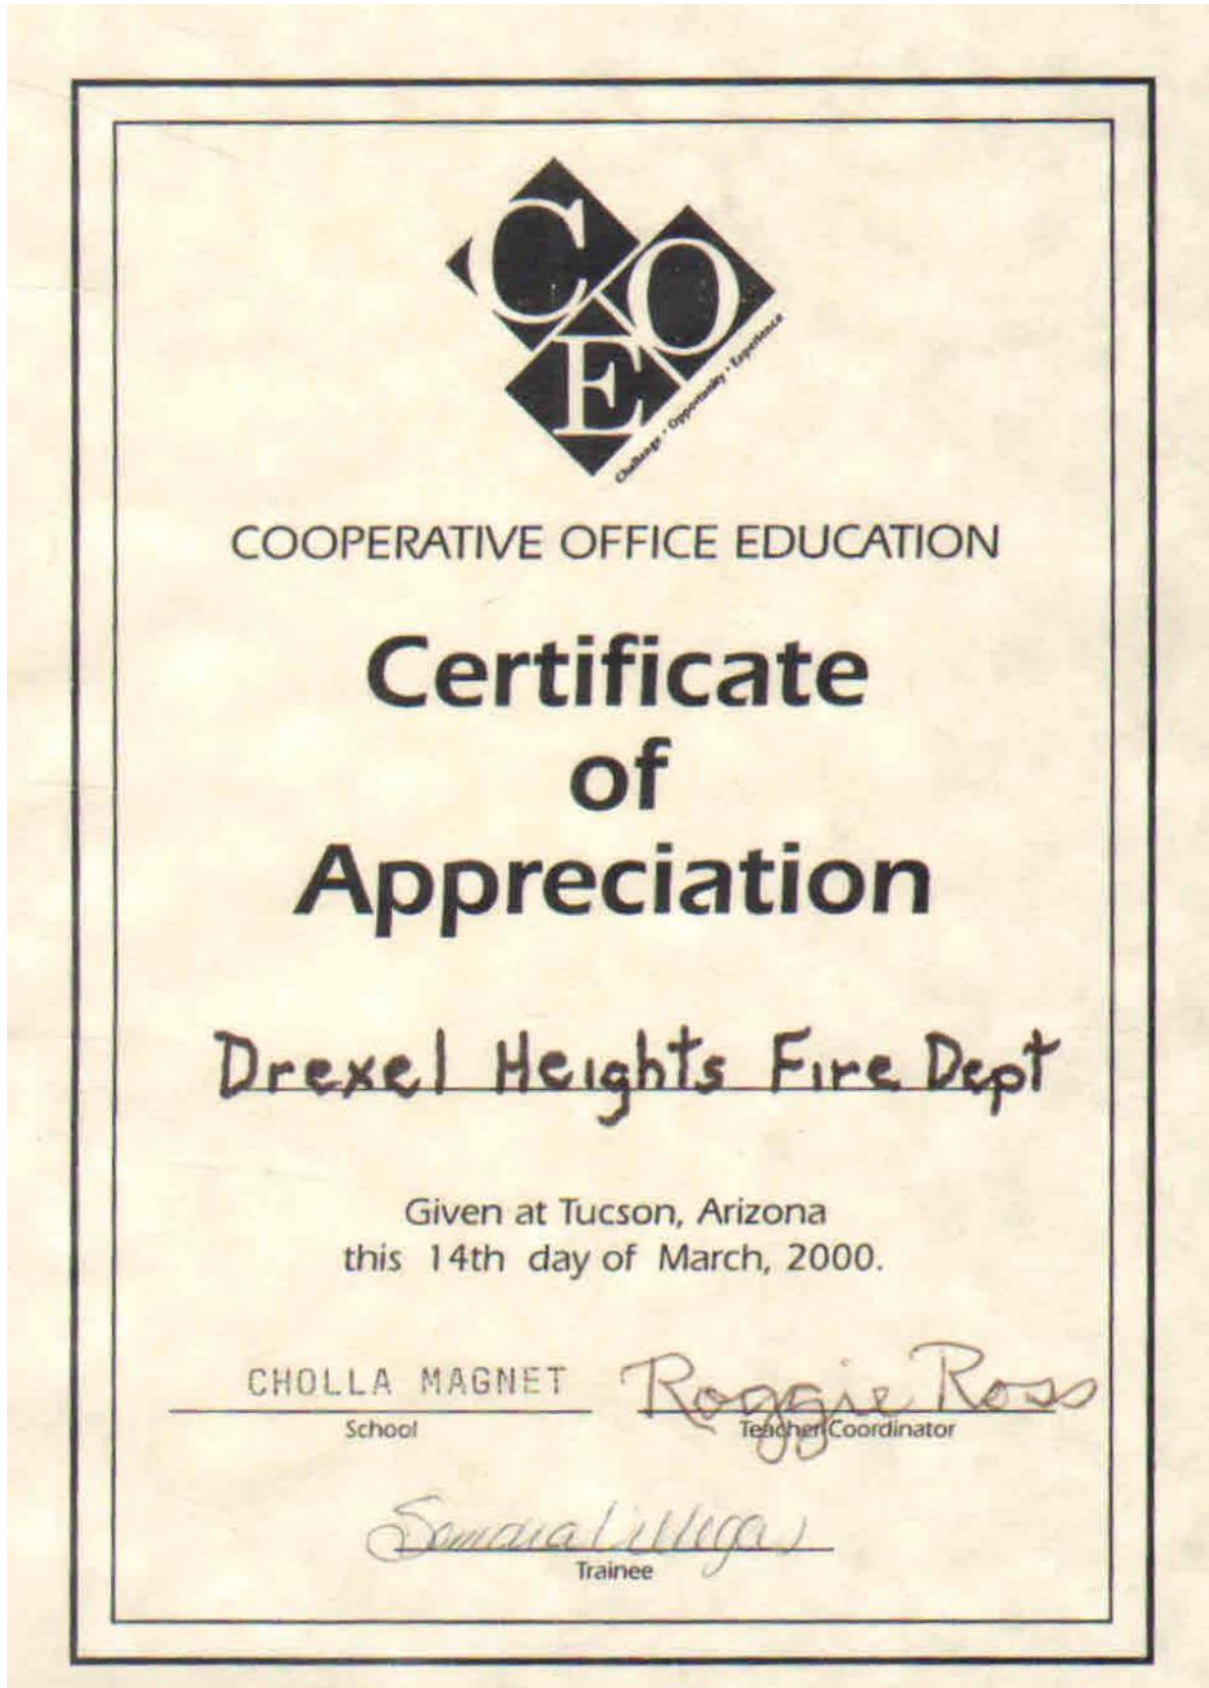 C O E
Challenge • Opportunity • Experience
COOPERATIVE OFFICE EDUCATION
Certificate
of
Appreciation
Drexel Heights Fire Dept
Given at Tucson, Arizona
this 14th day of March, 2000.
CHOLLA MAGNET Roggie Ross
School Teacher Coordinator
Trainee